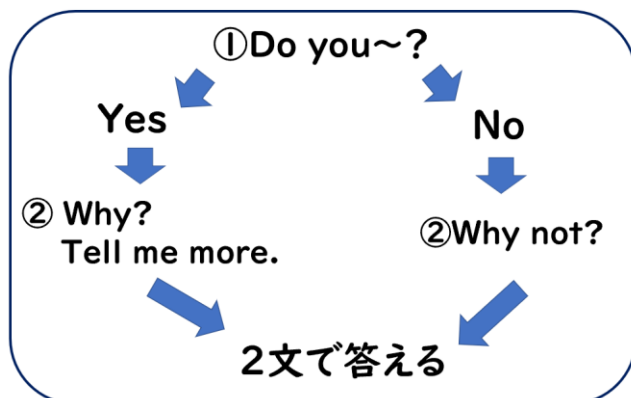 ①Do you～?
Yes
No
② Why?
Tell me more.
②Why not?
2文で答える